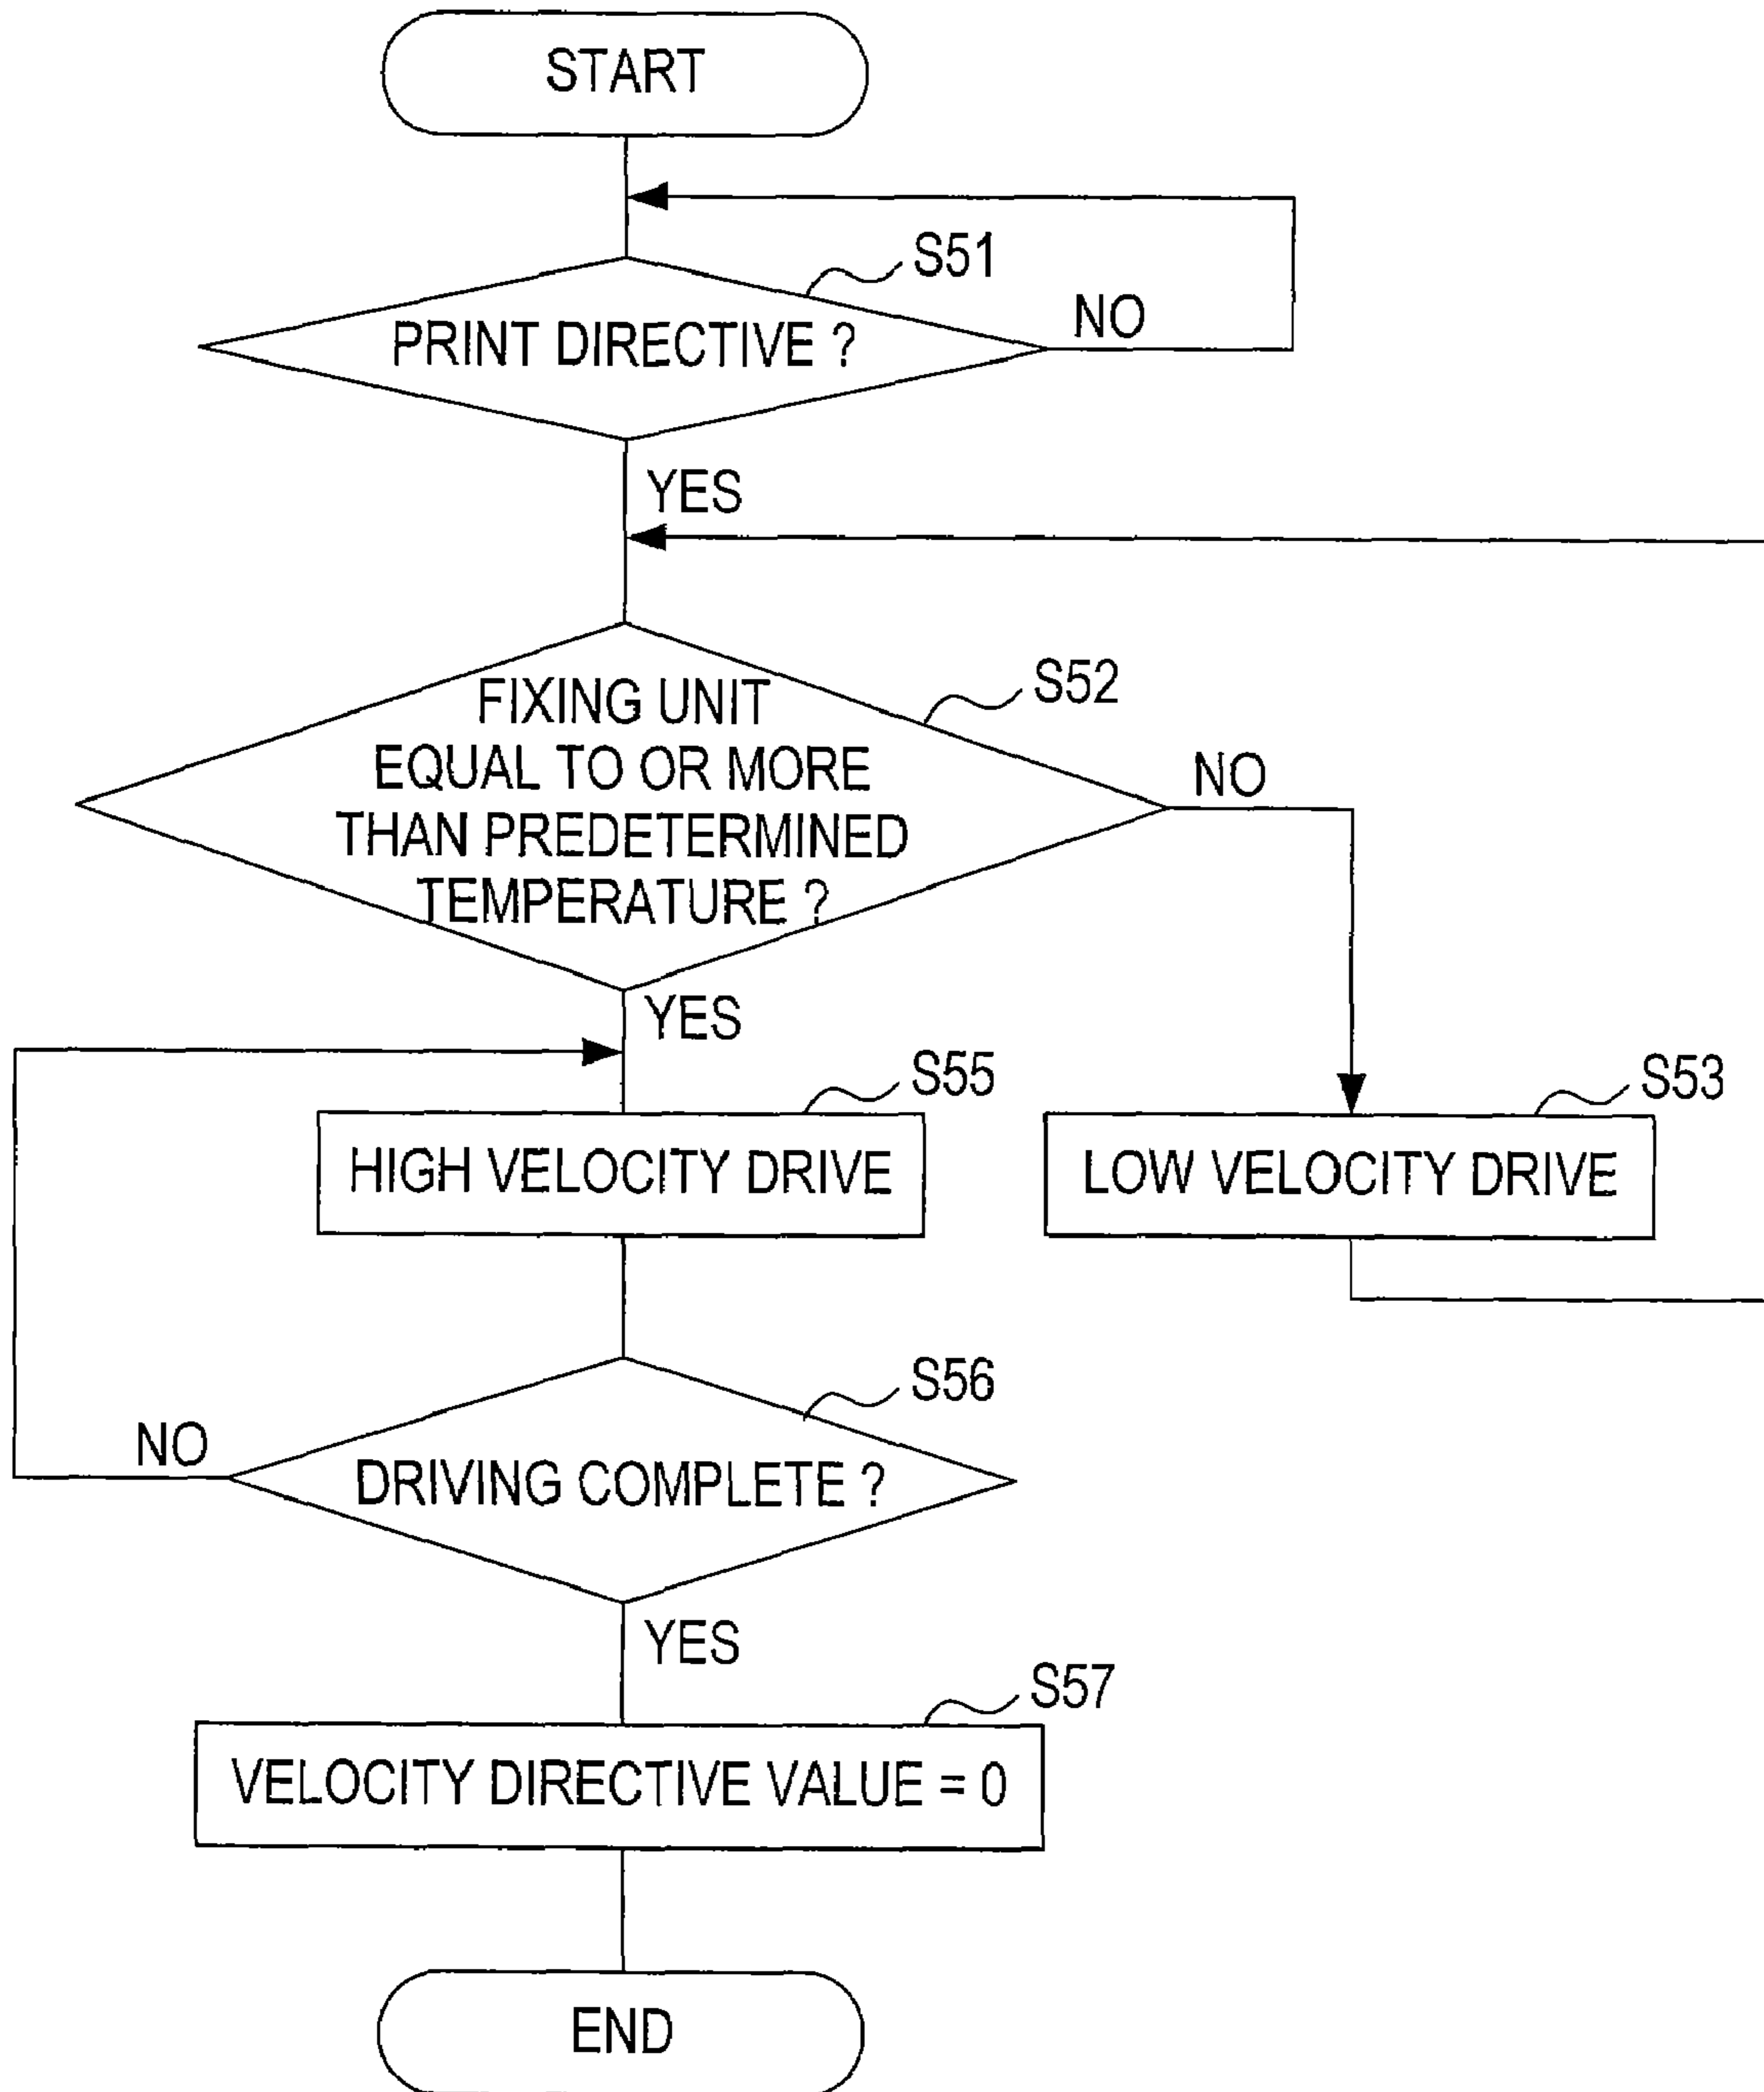 START
S51
PRINT DIRECTIVE ?
NO
YES
S52
FIXING UNIT
EQUAL TO OR MORE
THAN PREDETERMINED
TEMPERATURE ?
NO
YES
S55
S53
HIGH VELOCITY DRIVE
LOW VELOCITY DRIVE
S56
NO
DRIVING COMPLETE ?
YES
S57
VELOCITY DIRECTIVE VALUE = 0
END